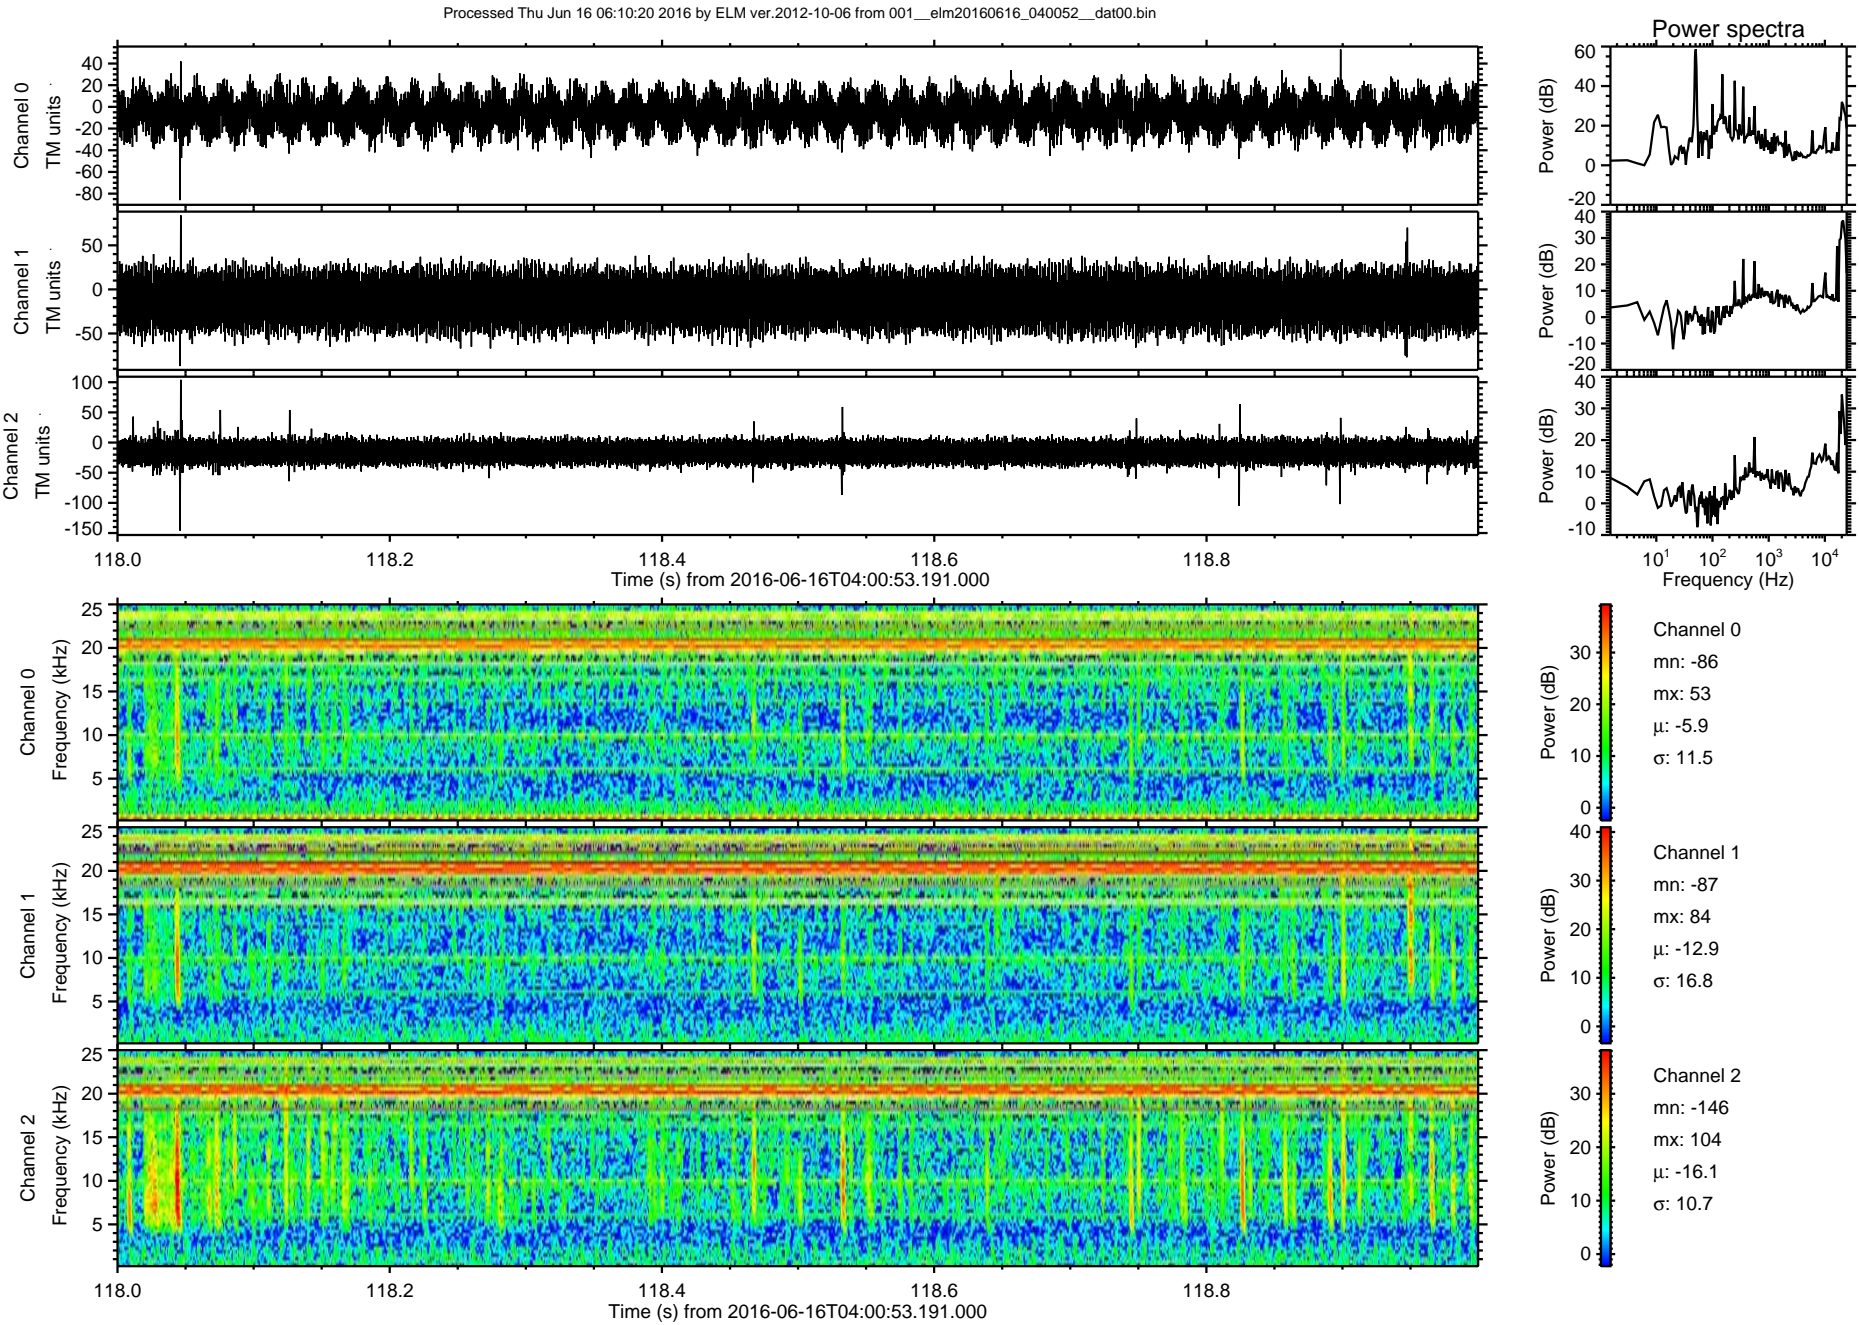 Processed Thu Jun 16 06:10:20 2016 by ELM ver.2012-10-06 from 001__elm20160616_040052__dat00.bin
Power spectra
Channel 0
TM units
40
20
0
-20
-40
-60
-80
Power (dB)
60
40
20
0
-20
Channel 1
TM units
50
0
-50
Power (dB)
40
30
20
10
0
-10
-20
Channel 2
TM units
100
50
0
-50
-100
-150
Power (dB)
40
30
20
10
0
-10
118.0 118.2 118.4 118.6 118.8
Time (s) from 2016-06-16T04:00:53.191.000
10¹ 10² 10³ 10⁴
Frequency (Hz)
Channel 0
Frequency (kHz)
25
20
15
10
5
Power (dB)
30
20
10
0
Channel 0
mn: -86
mx: 53
µ: -5.9
σ: 11.5
Channel 1
Frequency (kHz)
25
20
15
10
5
Power (dB)
40
30
20
10
0
Channel 1
mn: -87
mx: 84
µ: -12.9
σ: 16.8
Channel 2
Frequency (kHz)
25
20
15
10
5
Power (dB)
30
20
10
0
Channel 2
mn: -146
mx: 104
µ: -16.1
σ: 10.7
118.0 118.2 118.4 118.6 118.8
Time (s) from 2016-06-16T04:00:53.191.000